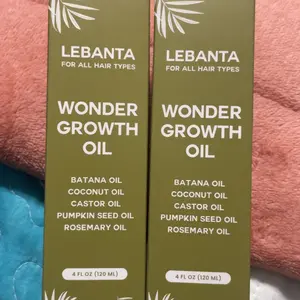 LEBANTA
FOR ALL HAIR TYPES
WONDER
GROWTH
OIL
BATANA OIL
COCONUT OIL
CASTOR OIL
PUMPKIN SEED OIL
ROSEMARY OIL
4 FL OZ (120 ML)
LEBANTA
FOR ALL HAIR TYPES
WONDER
GROWTH
OIL
BATANA OIL
COCONUT OIL
CASTOR OIL
PUMPKIN SEED OIL
ROSEMARY OIL
4 FL OZ (120 ML)